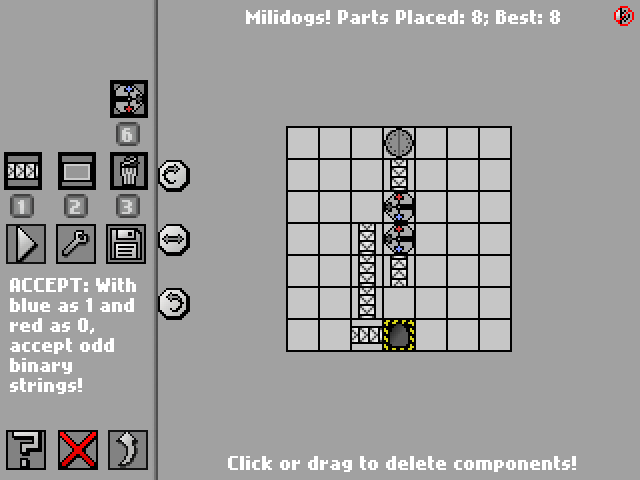 Milidogs! Parts Placed: 8; Best: 8
6
1 2 3
ACCEPT: With
blue as 1 and
red as 0,
accept odd
binary
strings!
Click or drag to delete components!